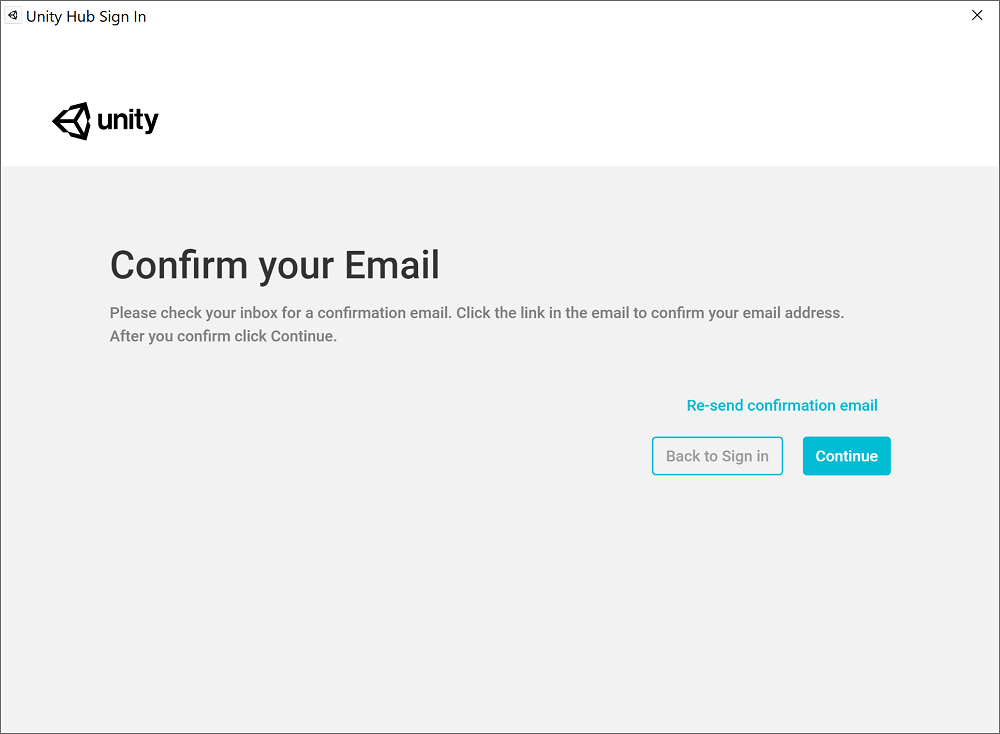 Unity Hub Sign In
unity
Confirm your Email
Please check your inbox for a confirmation email. Click the link in the email to confirm your email address.
After you confirm click Continue.
Re-send confirmation email
Back to Sign in
Continue